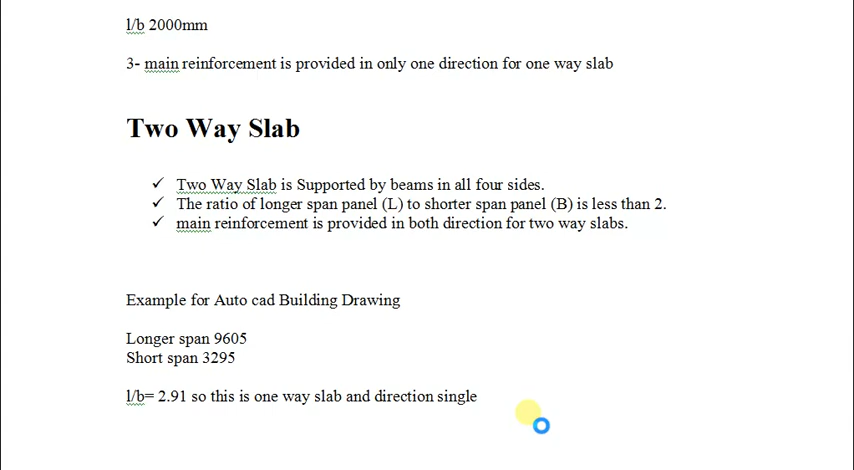 l/b 2000mm
3- main reinforcement is provided in only one direction for one way slab
Two Way Slab
✓ Two Way Slab is Supported by beams in all four sides.
✓ The ratio of longer span panel (L) to shorter span panel (B) is less than 2.
✓ main reinforcement is provided in both direction for two way slabs.
Example for Auto cad Building Drawing
Longer span 9605
Short span 3295
l/b= 2.91 so this is one way slab and direction single